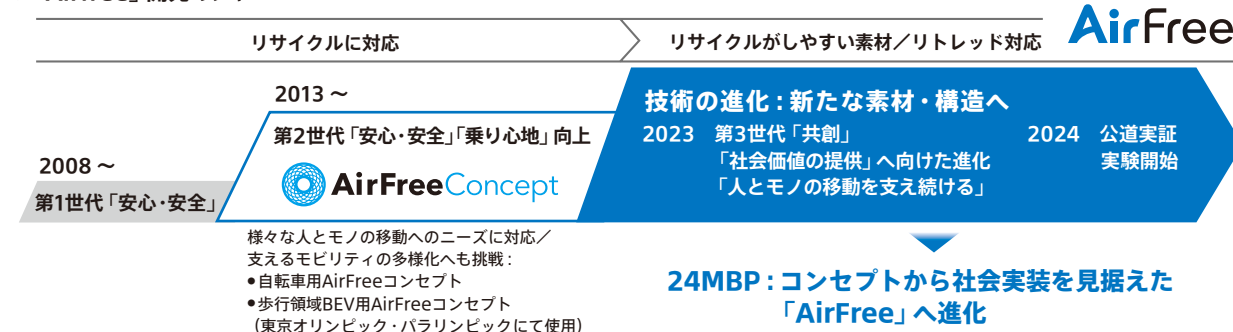 リサイクルに対応
リサイクルがしやすい素材／リトレッド対応
AirFree
2008～
第1世代「安心・安全」
2013～
第2世代「安心・安全」「乗り心地」向上
AirFreeConcept
様々な人とモノの移動へのニーズに対応／
支えるモビリティの多様化へも挑戦：
●自転車用AirFreeコンセプト
●歩行領域BEV用AirFreeコンセプト
（東京オリンピック・パラリンピックにて使用）
技術の進化：新たな素材・構造へ
2023 第3世代「共創」
「社会価値の提供」へ向けた進化
「人とモノの移動を支え続ける」
2024 公道実証
実験開始
24MBP：コンセプトから社会実装を見据えた
「AirFree」へ進化